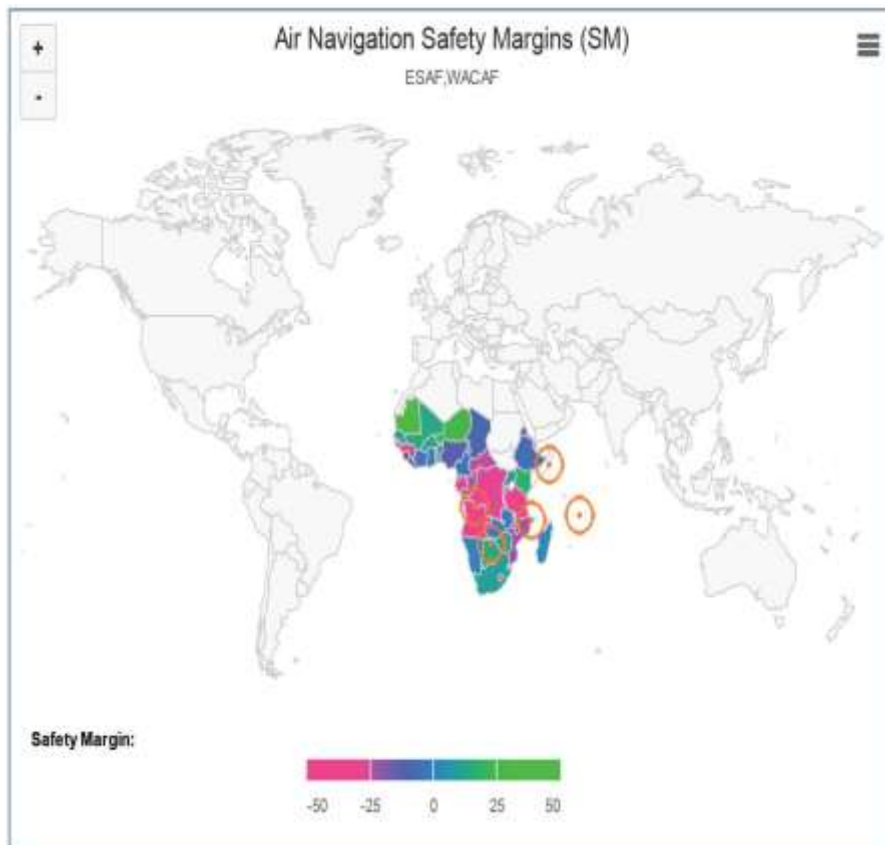 +
Air Navigation Safety Margins (SM)
ESAF,WACAF
-
Safety Margin:
-50 -25 0 25 50